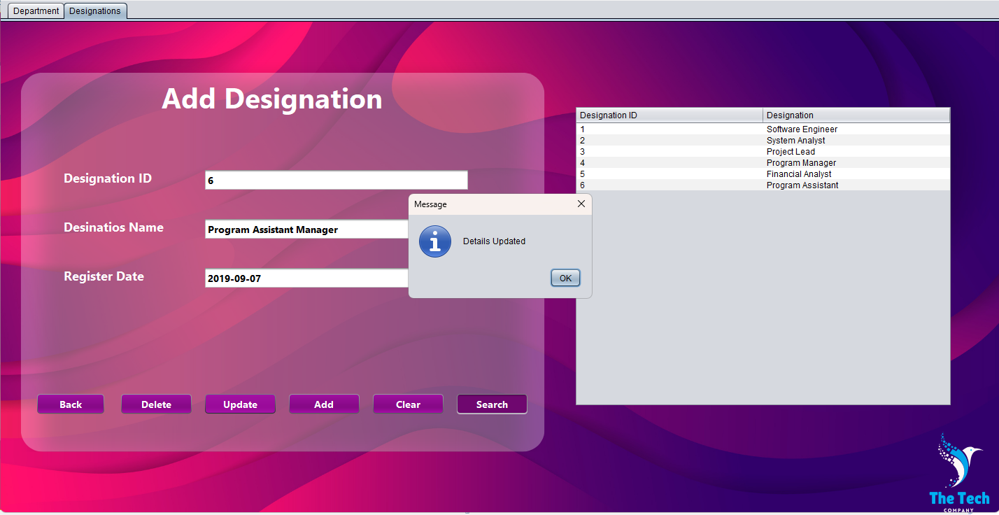 Department Designations
Add Designation
Designation ID 6
Desinatios Name Program Assistant Manager
Register Date 2019-09-07
Back Delete Update Add Clear Search
Designation ID Designation
1 Software Engineer
2 System Analyst
3 Project Lead
4 Program Manager
5 Financial Analyst
6 Program Assistant
Message
Details Updated
OK
The Tech
COMPANY